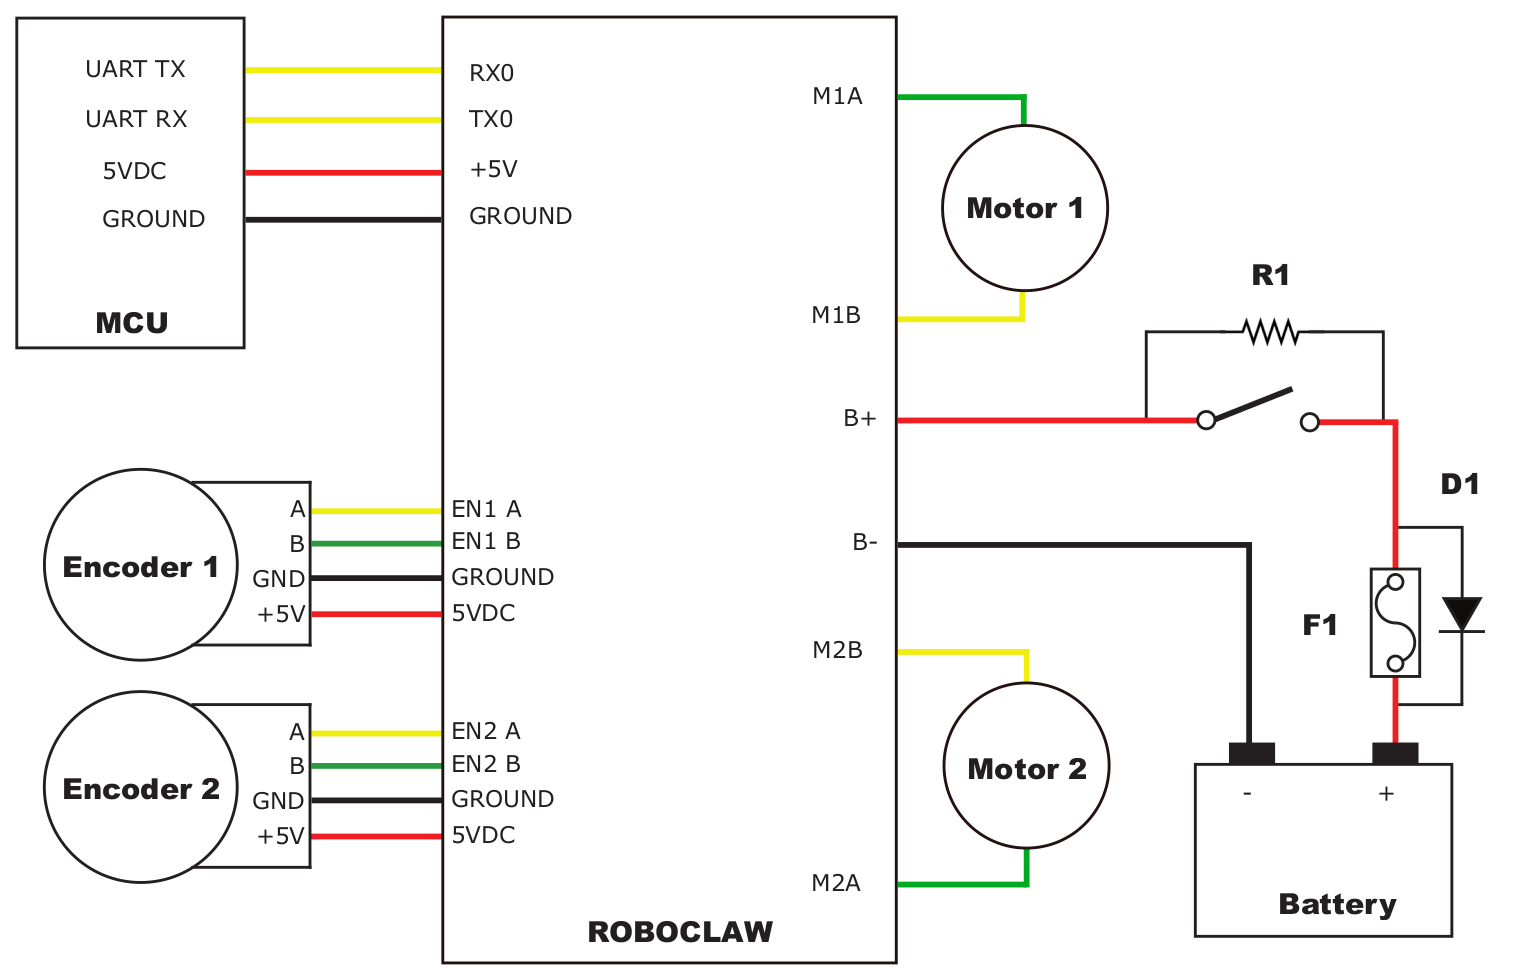 UART TX
UART RX
5VDC
GROUND
MCU
RX0
TX0
+5V
GROUND
A
B
GND
+5V
Encoder 1
EN1 A
EN1 B
GROUND
5VDC
A
B
GND
+5V
Encoder 2
EN2 A
EN2 B
GROUND
5VDC
ROBOCLAW
M1A
M1B
B+
B-
M2B
M2A
Motor 1
Motor 2
R1
D1
F1
- +
Battery